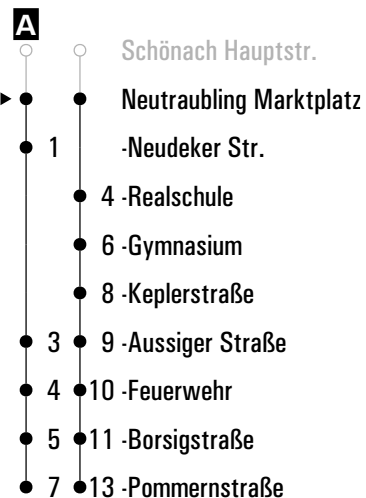 A
Schönach Hauptstr.
Neutraubling Marktplatz
1 -Neudeker Str.
4 -Realschule
6 -Gymnasium
8 -Keplerstraße
3 9 -Aussiger Straße
4 10 -Feuerwehr
5 11 -Borsigstraße
7 13 -Pommernstraße